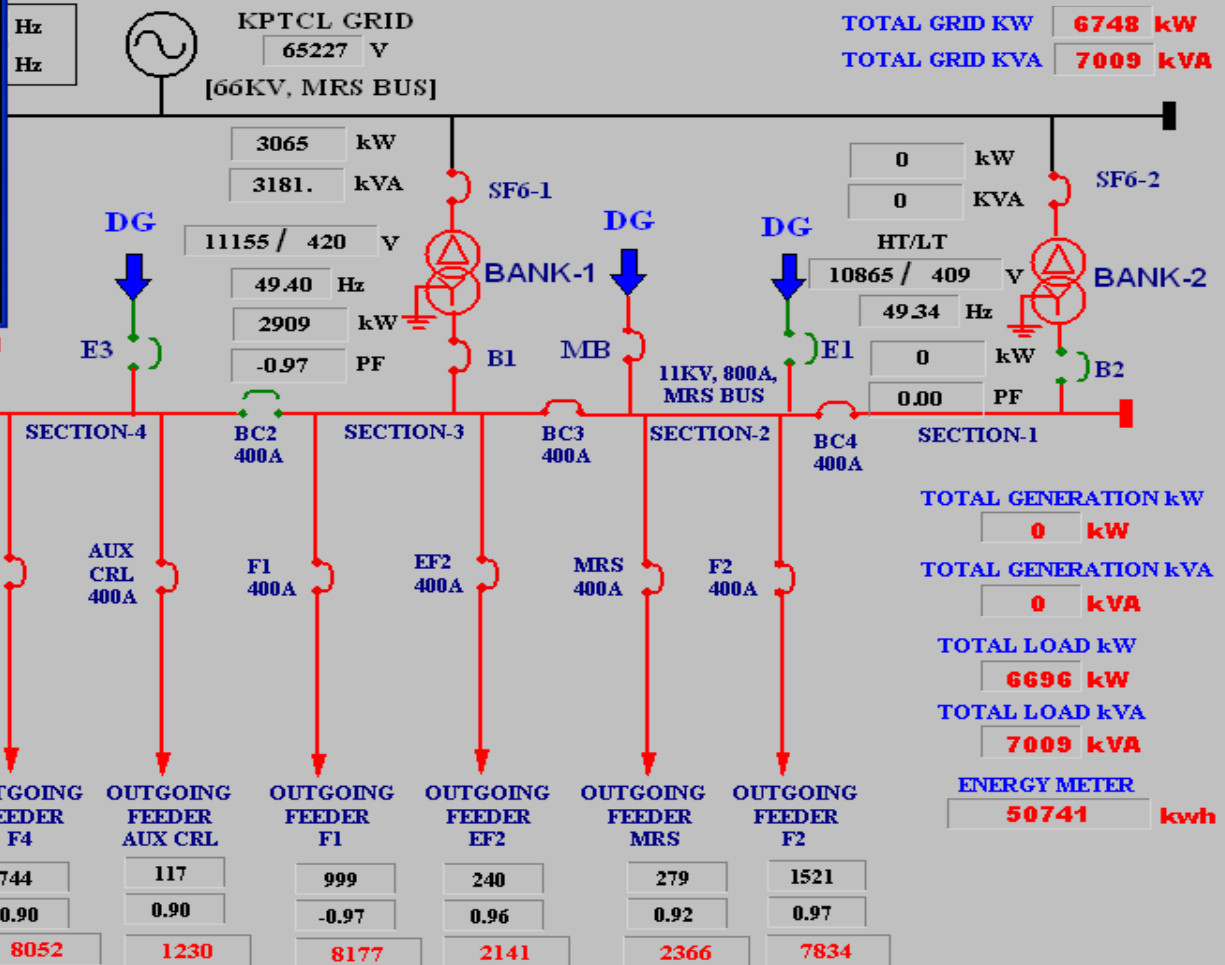 Hz
Hz
KPTCL GRID
65227 V
[66KV, MRS BUS]
TOTAL GRID KW 6748 kW
TOTAL GRID KVA 7009 kVA
3065 kW
3181. kVA
SF6-1
0 kW
0 KVA
SF6-2
DG
DG
DG
11155 / 420 V
BANK-1
HT/LT
10865 / 409 V
BANK-2
49.40 Hz
49.34 Hz
2909 kW
-0.97 PF
E3
B1
MB
E1
0 kW
0.00 PF
B2
11KV, 800A,
MRS BUS
SECTION-4
BC2
400A
SECTION-3
BC3
400A
SECTION-2
BC4
400A
SECTION-1
AUX
CRL
400A
F1
400A
EF2
400A
MRS
400A
F2
400A
TOTAL GENERATION kW
0 kW
TOTAL GENERATION kVA
0 kVA
TOTAL LOAD kW
6696 kW
TOTAL LOAD kVA
7009 kVA
ENERGY METER
50741 kwh
TGOING
EEDER
F4
744
0.90
8052
OUTGOING
FEEDER
AUX CRL
117
0.90
1230
OUTGOING
FEEDER
F1
999
-0.97
8177
OUTGOING
FEEDER
EF2
240
0.96
2141
OUTGOING
FEEDER
MRS
279
0.92
2366
OUTGOING
FEEDER
F2
1521
0.97
7834